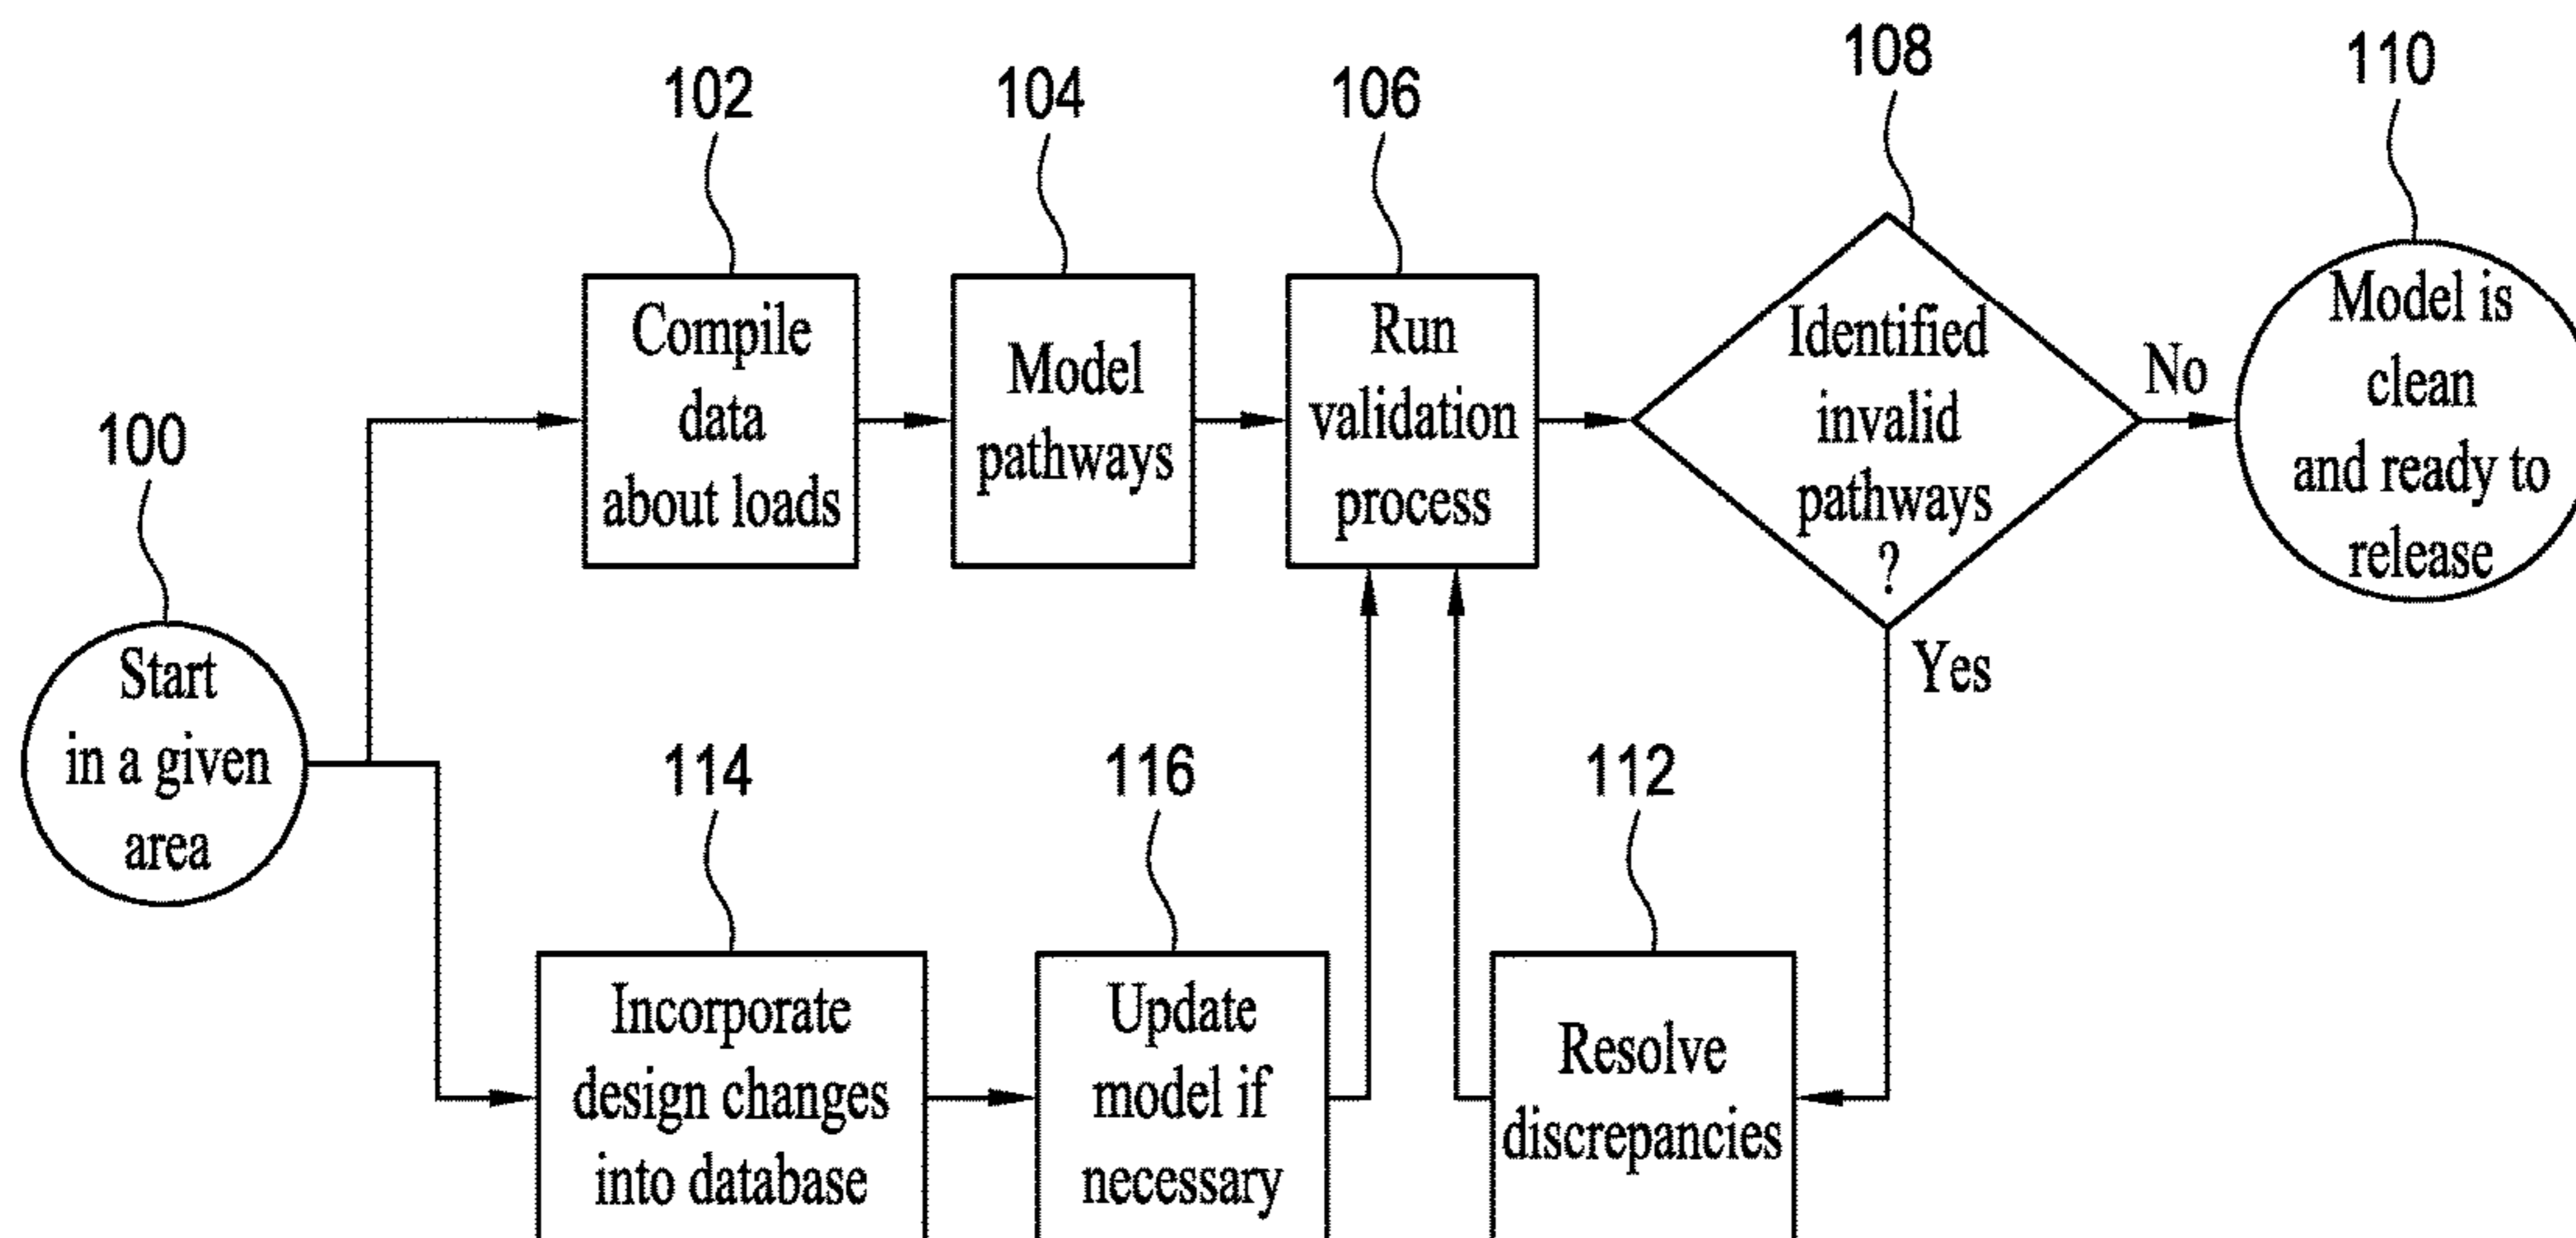 108
110
102
104
106
Compile
data
about loads
Model
pathways
Run
validation
process
Identified
invalid
pathways
?
No
Model is
clean
and ready to
release
100
Start
in a given
area
Yes
114
116
112
Incorporate
design changes
into database
Update
model if
necessary
Resolve
discrepancies